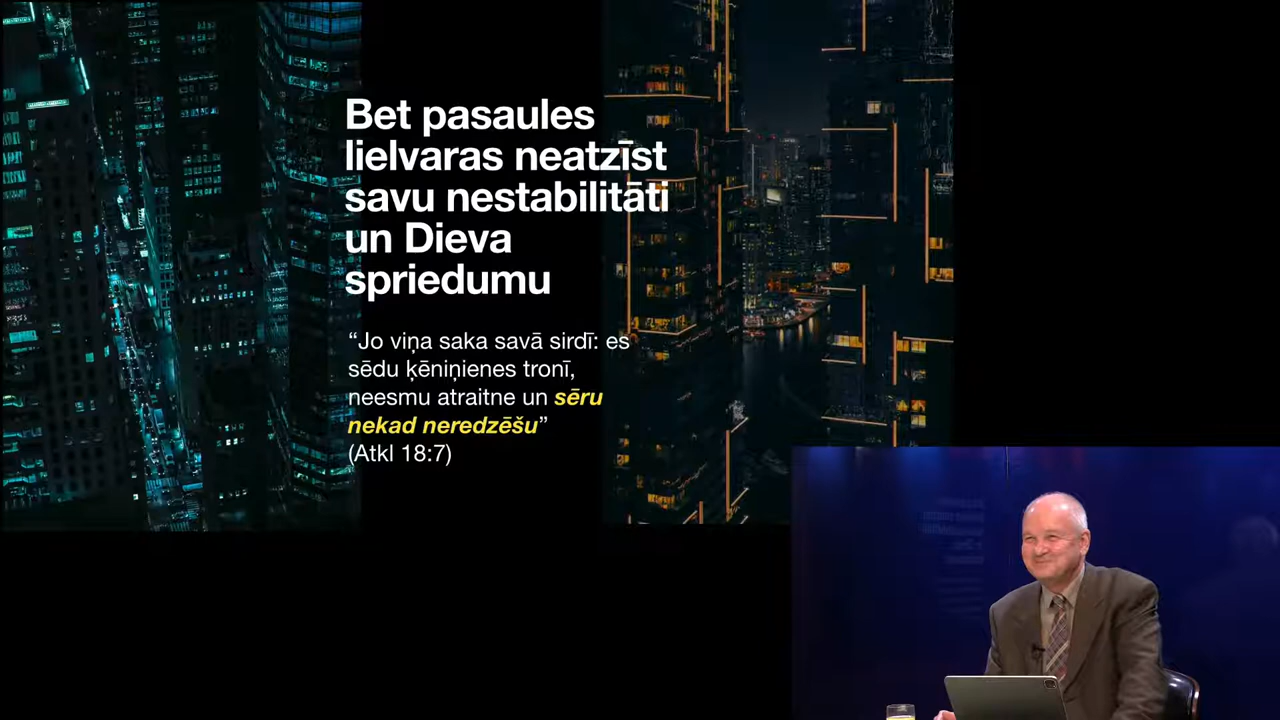 Bet pasaules
lielvaras neatzīst
savu nestabilitāti
un Dieva
spriedumu
“Jo viņa saka savā sirdī: es
sēdu ķēniņienes tronī,
neesmu atraitne un sēru
nekad neredzēšu”
(Atkl 18:7)